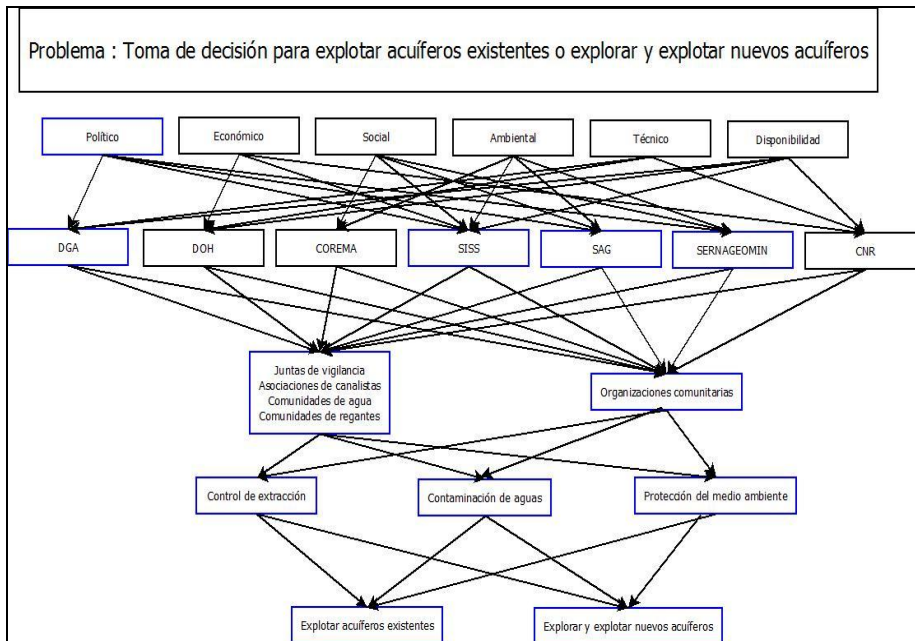 Problema : Toma de decisión para explotar acuíferos existentes o explorar y explotar nuevos acuíferos
Político
Económico
Social
Ambiental
Técnico
Disponibilidad
DGA
DOH
COREMA
SISS
SAG
SERNAGEOMIN
CNR
Juntas de vigilancia
Asociaciones de canalistas
Comunidades de agua
Comunidades de regantes
Organizaciones comunitarias
Control de extracción
Contaminación de aguas
Protección del medio ambiente
Explotar acuíferos existentes
Explorar y explotar nuevos acuíferos